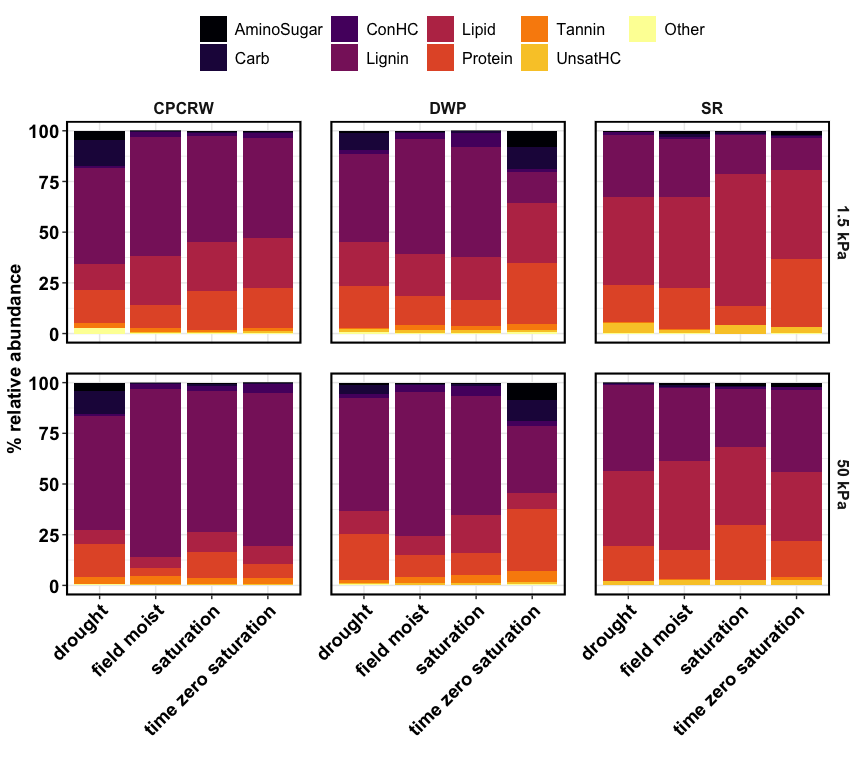 AminoSugar ConHC Lipid Tannin Other
Carb Lignin Protein UnsatHC
CPCRW DWP SR
100
75
50
25
0
1.5 kPa
% relative abundance
100
75
50
25
0
50 kPa
drought field moist saturation time zero saturation drought field moist saturation time zero saturation drought field moist saturation time zero saturation